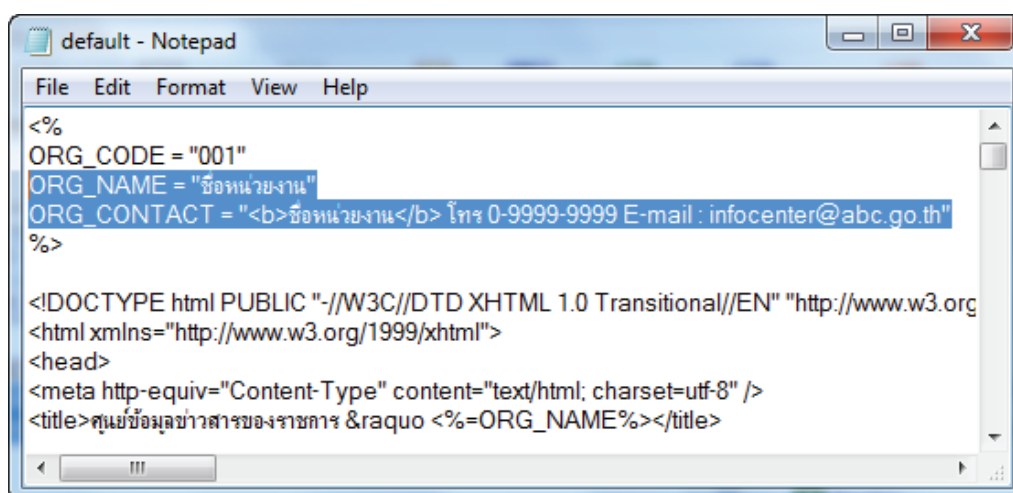 default - Notepad
File Edit Format View Help
<%
ORG_CODE = "001"
ORG_NAME = "ชื่อหน่วยงาน"
ORG_CONTACT = "<b>ชื่อหน่วยงาน</b> โทร 0-9999-9999 E-mail : infocenter@abc.go.th"
%>
<!DOCTYPE html PUBLIC "-//W3C//DTD XHTML 1.0 Transitional//EN" "http://www.w3.org
<html xmlns="http://www.w3.org/1999/xhtml">
<head>
<meta http-equiv="Content-Type" content="text/html; charset=utf-8" />
<title>ศูนย์ข้อมูลข่าวสารของราชการ &raquo <%=ORG_NAME%></title>